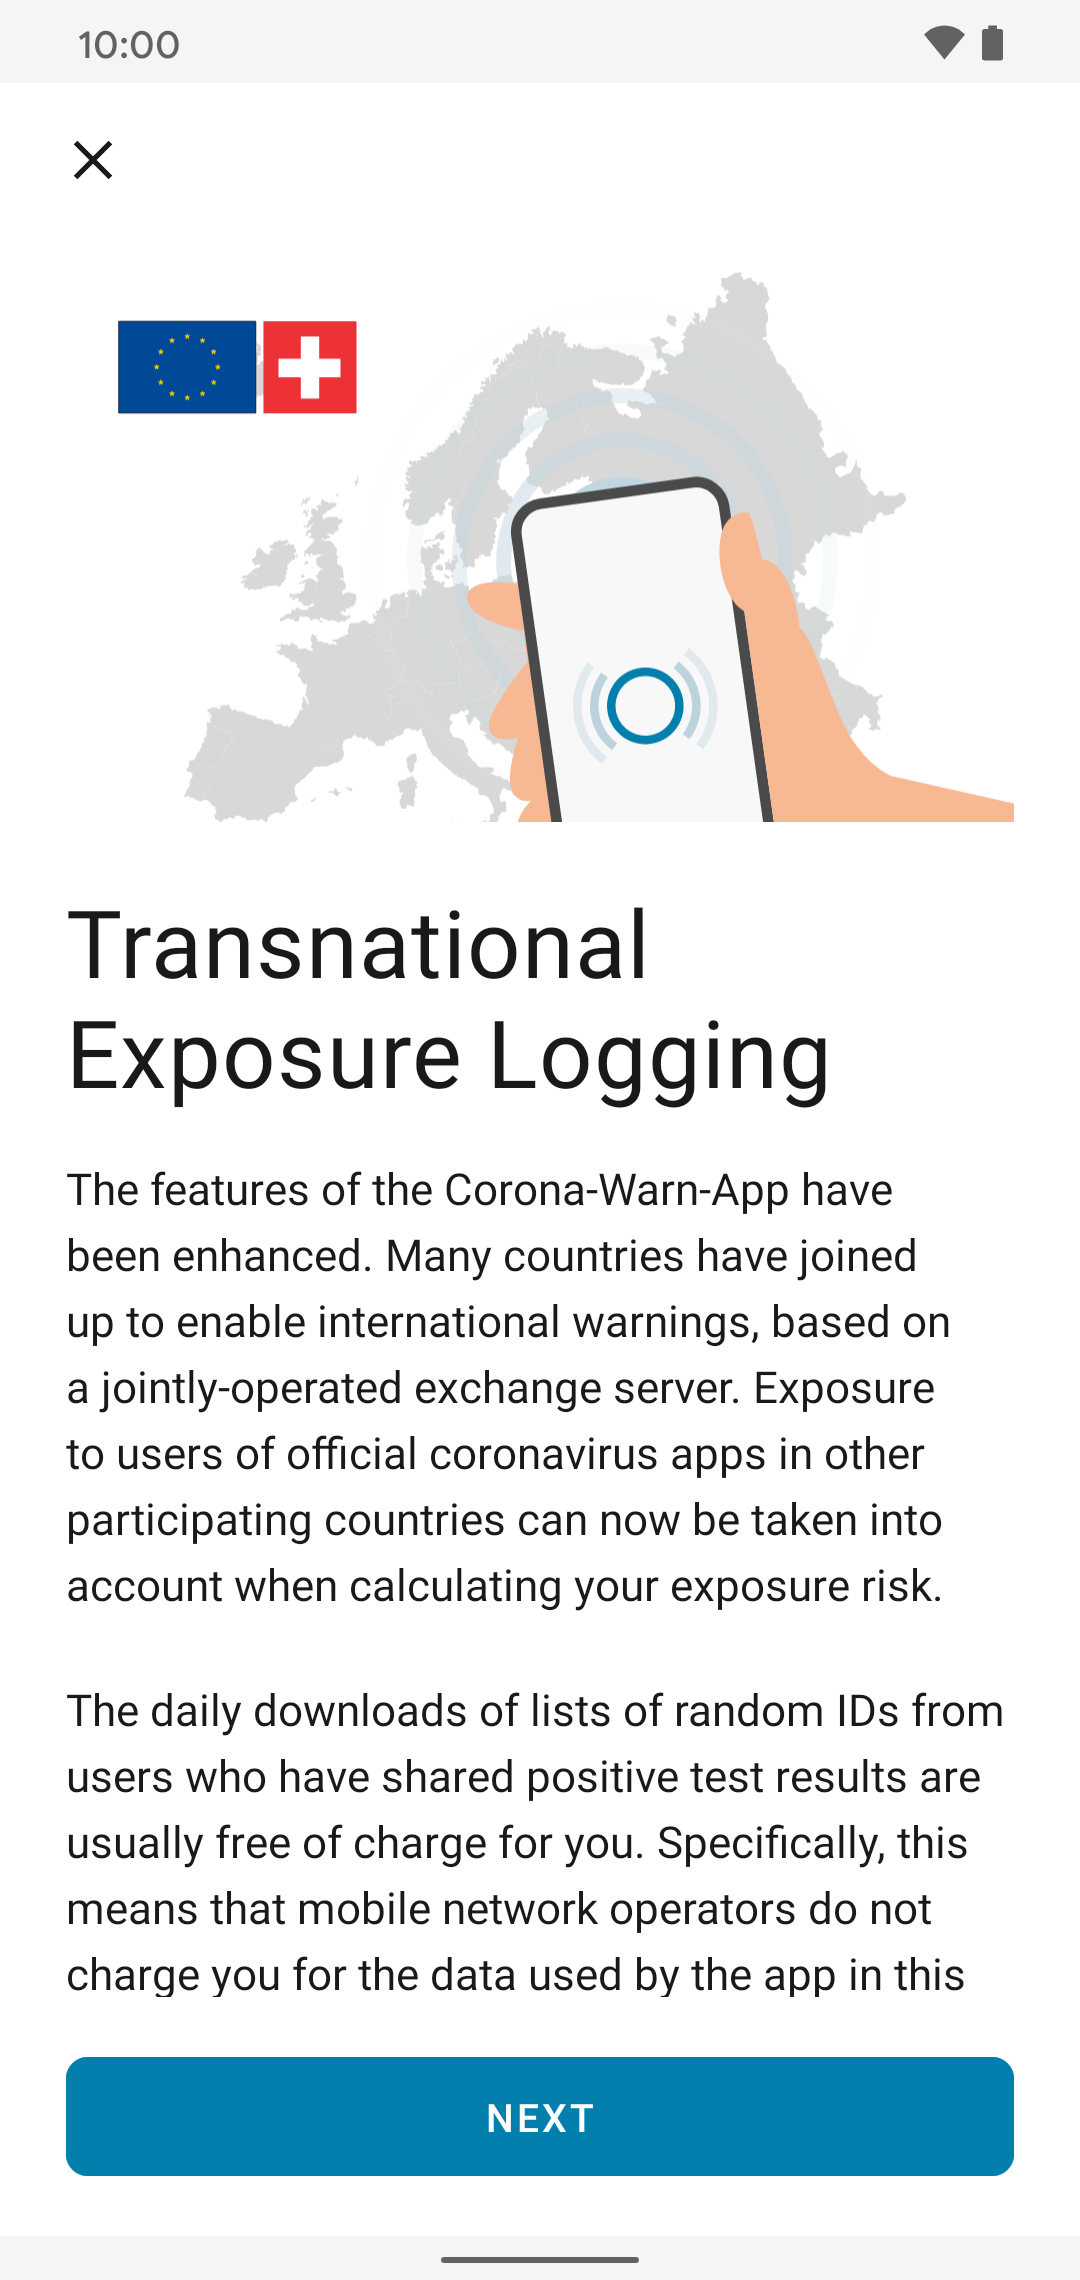 10:00
Transnational
Exposure Logging
The features of the Corona-Warn-App have
been enhanced. Many countries have joined
up to enable international warnings, based on
a jointly-operated exchange server. Exposure
to users of official coronavirus apps in other
participating countries can now be taken into
account when calculating your exposure risk.
The daily downloads of lists of random IDs from
users who have shared positive test results are
usually free of charge for you. Specifically, this
means that mobile network operators do not
charge you for the data used by the app in this
NEXT